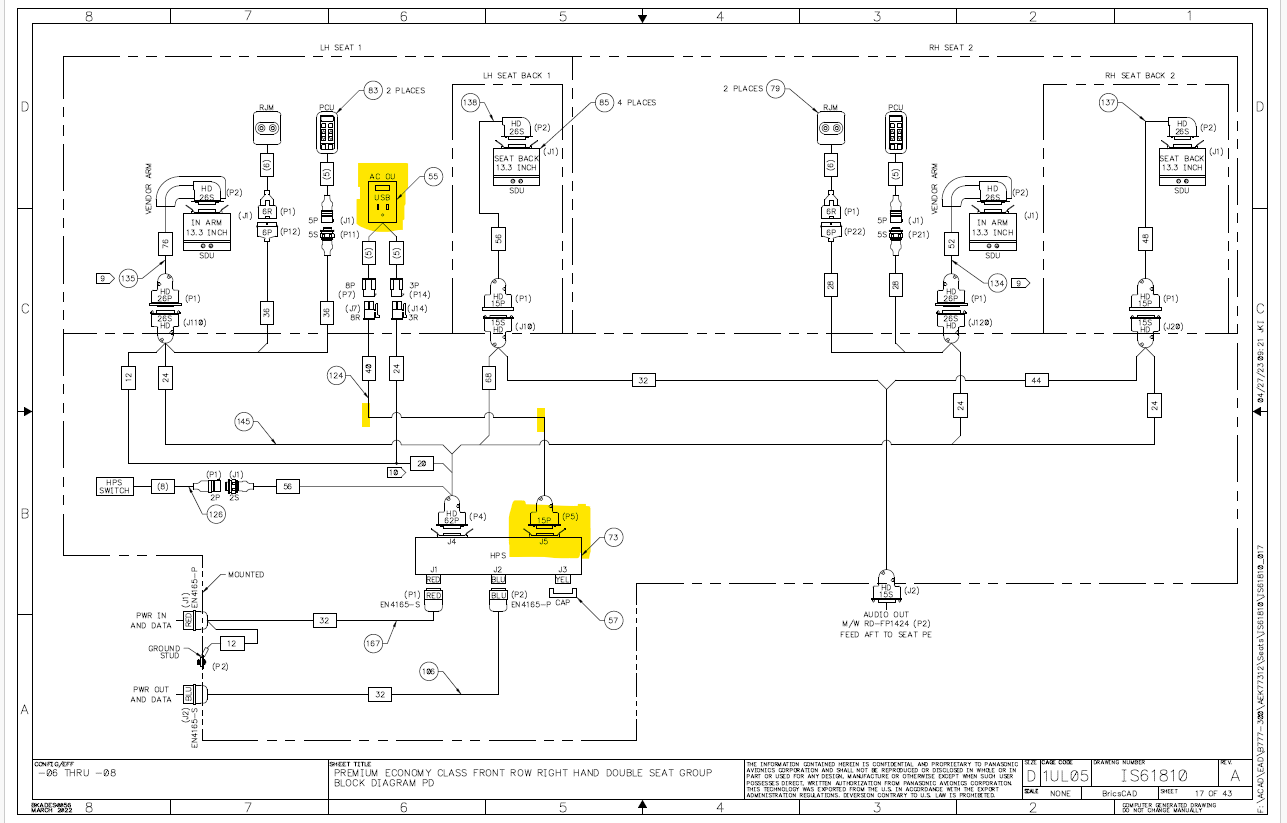 8 7 6 5 4 3 2 1
LH SEAT 1
RH SEAT 2
D
D
LH SEAT BACK 1
RH SEAT BACK 2
83 2 PLACES
138
85 4 PLACES
2 PLACES 79
137
RJM
PCU
HD
26S
(P2)
RJM
PCU
HD
26S
(P2)
(J1)
SEAT BACK
13.3 INCH
SDU
(J1)
SEAT BACK
13.3 INCH
SDU
(6)
(5)
(6)
(5)
VENDOR ARM
HD
26S
(P2)
AC OU
USB
55
VENDOR ARM
HD
26S
(P2)
6R (P1)
6P (P12)
5P (J1)
5S (P11)
6R (P1)
6P (P22)
5P (J1)
5S (P21)
(J1)
IN ARM
13.3 INCH
SDU
(J1)
IN ARM
13.3 INCH
SDU
76
(5)
(5)
56
52
48
9
135
8P
(P7)
3P
(P14)
134
9
HD
26P
(P1)
36
36
(J7)
8R
(J14)
3R
HD
15P
(P1)
28
28
HD
26P
(P1)
HD
15P
(P1)
C
C
26S
HD
(J110)
15S
HD
(J10)
26S
HD
(J120)
15S
HD
(J20)
12
24
124
40
24
68
32
44
24
24
145
10
20
HPS
SWITCH
(8)
(P1)
2P
(J1)
2S
56
126
HD
62P
(P4)
15P
(P5)
B
B
J4
J5
HPS
73
J1
J2
J3
RED
BLU
YEL
(P1)
RED
EN4165-S
BLU
(P2)
EN4165-P
CAP
57
MOUNTED
(J1)
EN4165-P
PWR IN
AND DATA
RED
32
167
12
GROUND
STUD
(P2)
106
PWR OUT
AND DATA
BLU
32
(J2)
EN4165-S
HD
15S
(J2)
AUDIO OUT
M/W RD-FP1424 (P2)
FEED AFT TO SEAT PE
A
A
F:\ACAD\EAD\B777-300\AEK77312\Seats\IS61810\IS61810_017
04/27/23 09:21 JKI
CONFIG/EFF
-06 THRU -08
SHEET TITLE
PREMIUM ECONOMY CLASS FRONT ROW RIGHT HAND DOUBLE SEAT GROUP
BLOCK DIAGRAM PD
THE INFORMATION CONTAINED HEREIN IS CONFIDENTIAL AND PROPRIETARY TO PANASONIC
AVIONICS CORPORATION AND SHALL NOT BE REPRODUCED OR DISCLOSED IN WHOLE OR IN
PART OR USED FOR ANY DESIGN, MANUFACTURE OR OTHERWISE EXCEPT WHEN SUCH USER
POSSESSES DIRECT, WRITTEN AUTHORIZATION FROM PANASONIC AVIONICS CORPORATION.
THIS TECHNOLOGY WAS EXPORTED FROM THE U.S. IN ACCORDANCE WITH THE EXPORT
ADMINISTRATION REGULATIONS. DIVERSION CONTRARY TO U.S. LAW IS PROHIBITED.
SIZE
D
CAGE CODE
1UL05
DRAWING NUMBER
IS61810
REV.
A
SCALE NONE
BricsCAD
SHEET 17 OF 43
MARCH 2022
8 7 6 5 2
COMPUTER GENERATED DRAWING
DO NOT CHANGE MANUALLY.